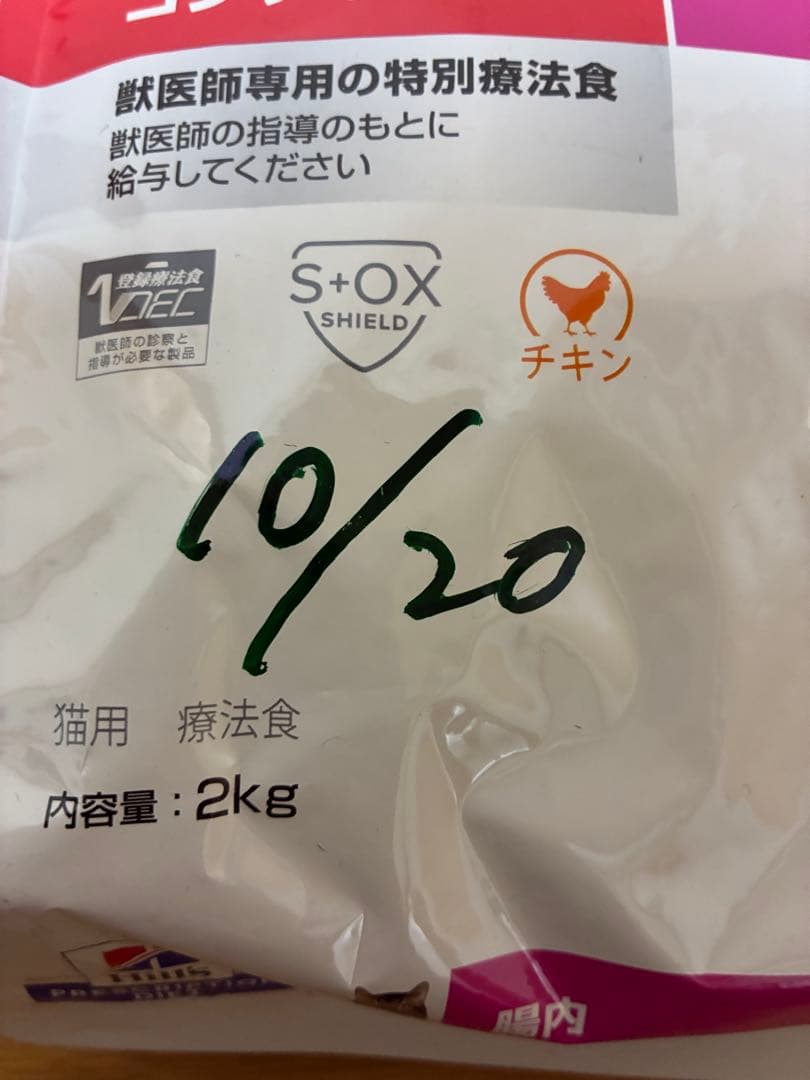 獣医師専用の特別療法食
獣医師の指導のもとに
給与してください
登録療法食
VDEC
獣医師の診察と
指導が必要な製品
S+OX
SHIELD
チキン
10/20
猫用 療法食
内容量：2kg
Hill's
PRESCRIPTION
DIET
腸内